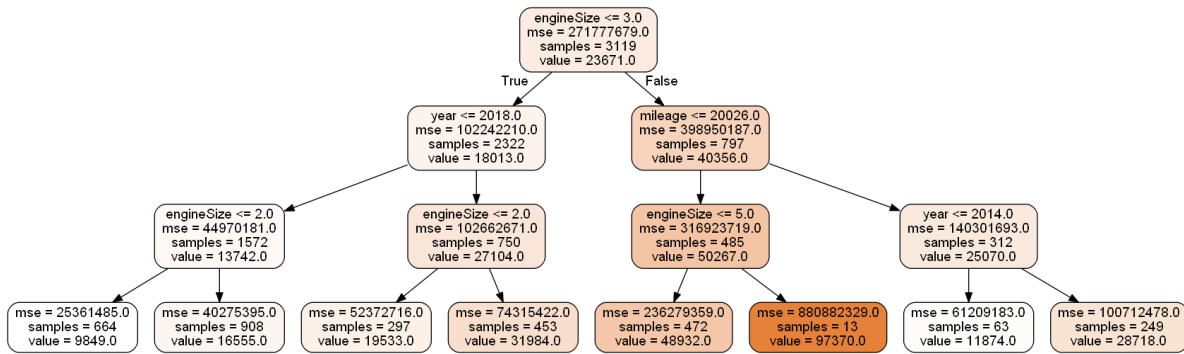 engineSize <= 3.0
mse = 271777679.0
samples = 3119
value = 23671.0
True
False
year <= 2018.0
mse = 102242210.0
samples = 2322
value = 18013.0
mileage <= 20026.0
mse = 398950187.0
samples = 797
value = 40356.0
engineSize <= 2.0
mse = 44970181.0
samples = 1572
value = 13742.0
engineSize <= 2.0
mse = 102662671.0
samples = 750
value = 27104.0
engineSize <= 5.0
mse = 316923719.0
samples = 485
value = 50267.0
year <= 2014.0
mse = 140301693.0
samples = 312
value = 25070.0
mse = 25361485.0
samples = 664
value = 9849.0
mse = 40275395.0
samples = 908
value = 16555.0
mse = 52372716.0
samples = 297
value = 19533.0
mse = 74315422.0
samples = 453
value = 31984.0
mse = 236279359.0
samples = 472
value = 48932.0
mse = 880882329.0
samples = 13
value = 97370.0
mse = 61209183.0
samples = 63
value = 11874.0
mse = 100712478.0
samples = 249
value = 28718.0